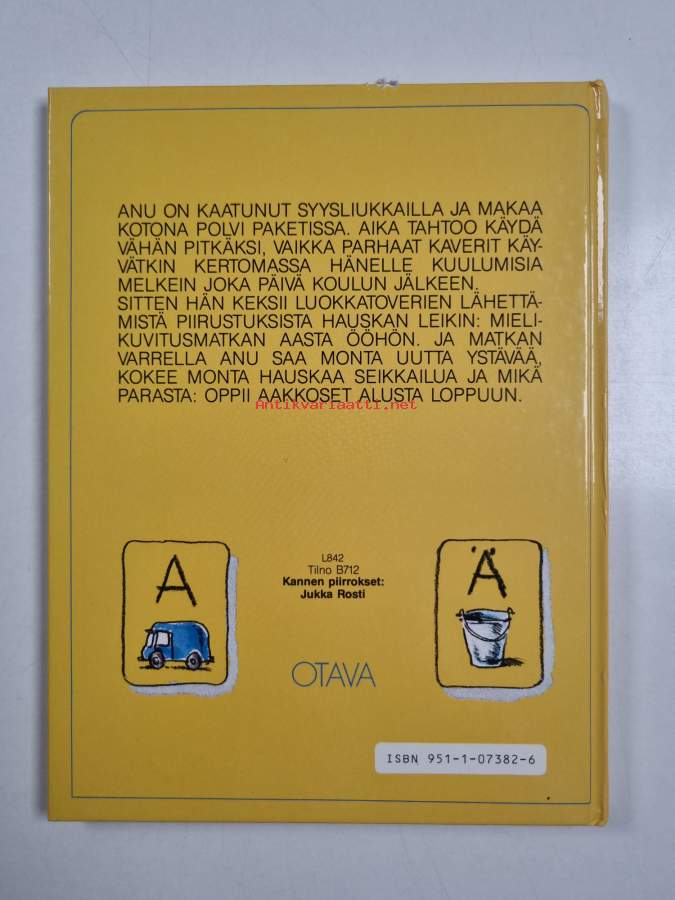 ANU ON KAATUNUT SYYSLIUKKAILLA JA MAKAA
KOTONA POLVI PAKETISSA. AIKA TAHTOO KÄYDÄ
VÄHÄN PITKÄKSI, VAIKKA PARHAAT KAVERIT KÄY-
VÄTKIN KERTOMASSA HÄNELLE KUULUMISIA
MELKEIN JOKA PÄIVÄ KOULUN JÄLKEEN.
SITTEN HÄN KEKSII LUOKKATOVERIEN LÄHETTÄ-
MISTÄ PIIRUSTUKSISTA HAUSKAN LEIKIN: MIELI-
KUVITUSMATKAN AASTA ÖÖHÖN. JA MATKAN
VARRELLA ANU SAA MONTA UUTTA YSTÄVÄÄ,
KOKEE MONTA HAUSKAA SEIKKAILUA JA MIKÄ
PARASTA: OPPII AAKKOSET ALUSTA LOPPUUN.
Antikvariaatti.net
A
L842
Tilno B712
Kannen piirrokset:
Jukka Rosti
Ä
OTAVA
ISBN 951-1-07382-6